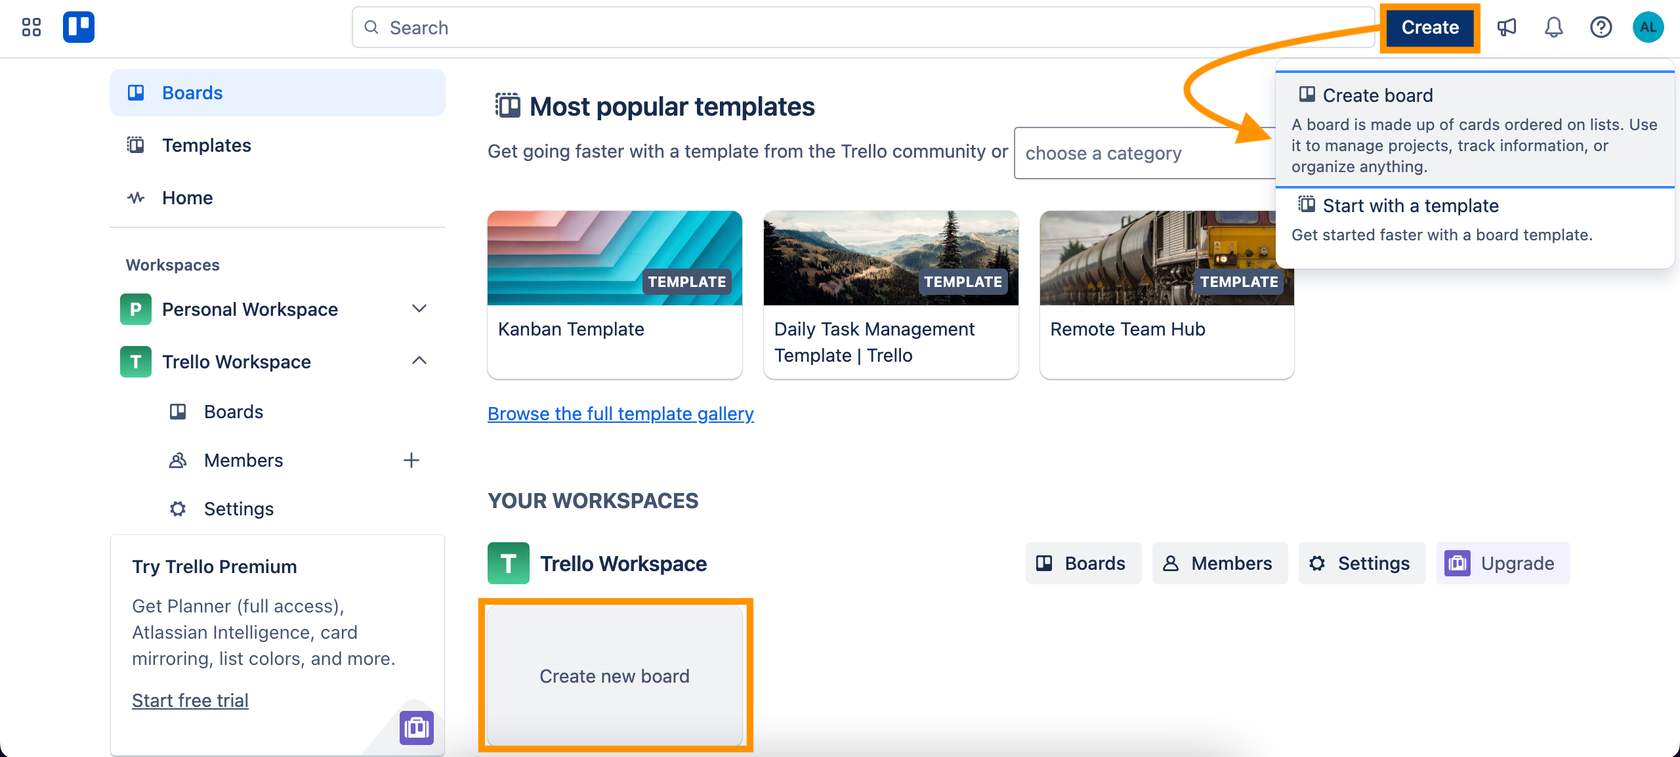 Search
Create
AL
Boards
Templates
Home
Workspaces
P Personal Workspace
T Trello Workspace
Boards
Members
Settings
Try Trello Premium
Get Planner (full access),
Atlassian Intelligence, card
mirroring, list colors, and more.
Start free trial
Most popular templates
Get going faster with a template from the Trello community or choose a category
TEMPLATE
Kanban Template
TEMPLATE
Daily Task Management
Template | Trello
TEMPLATE
Remote Team Hub
Browse the full template gallery
Create board
A board is made up of cards ordered on lists. Use
it to manage projects, track information, or
organize anything.
Start with a template
Get started faster with a board template.
YOUR WORKSPACES
T Trello Workspace
Boards
Members
Settings
Upgrade
Create new board